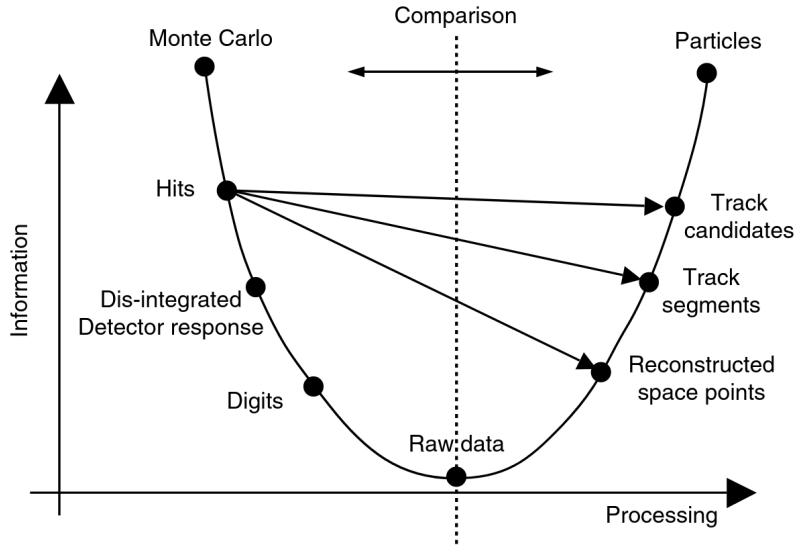 Comparison
Monte Carlo
Particles
Hits
Track
candidates
Track
segments
Dis-integrated
Detector response
Reconstructed
space points
Digits
Raw data
Information
Processing